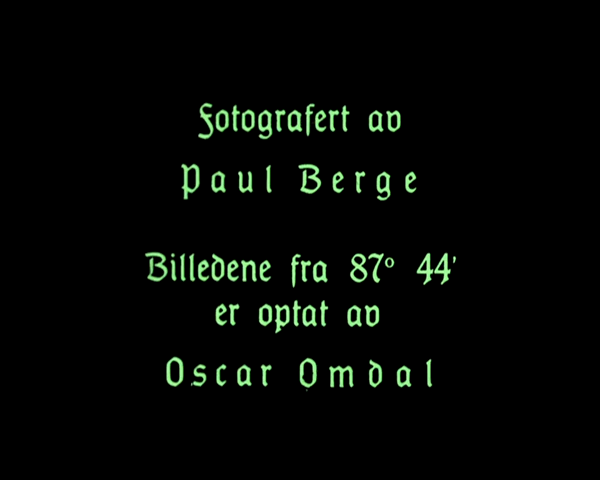 Fotografert av
Paul Berge
Billedene fra 87° 44'
er optat av
Oscar Omdal